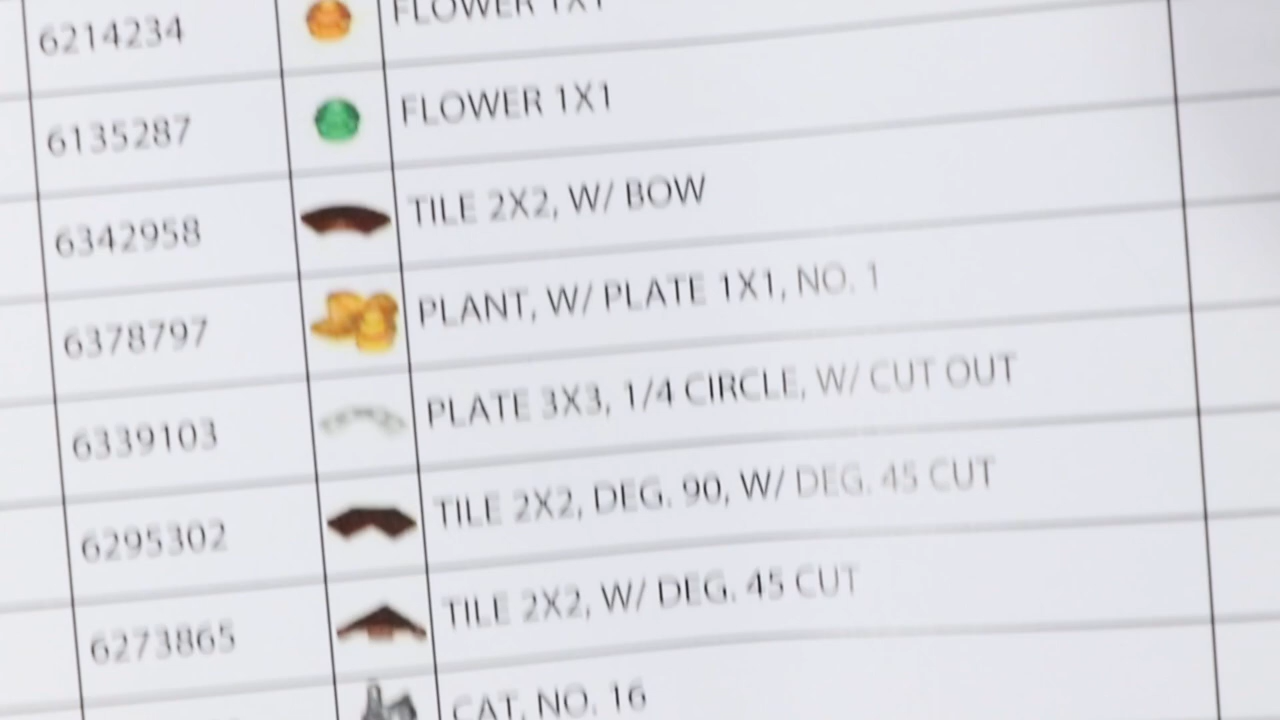 6214234 FLOWER 1X1
6135287 FLOWER 1X1
6342958 TILE 2X2, W/ BOW
6378797 PLANT, W/ PLATE 1X1, NO. 1
6339103 PLATE 3X3, 1/4 CIRCLE, W/ CUT OUT
6295302 TILE 2X2, DEG. 90, W/ DEG. 45 CUT
6273865 TILE 2X2, W/ DEG. 45 CUT
CAT, NO. 16